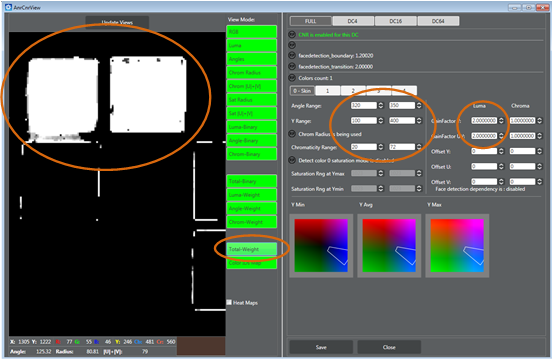 AnrCnrView
Update Views
View Mode:
RGB
Luma
Angles
Chrom Radius
Chrom |U|+|V|
Sat Radius
Sat |U|+|V|
Luma-Binary
Angle-Binary
Chrom-Binary
Total-Binary
Luma-Weight
Angle-Weight
Chrom-Weight
Total-Weight
Color IDs Map
Heat Maps
X: 1305 Y: 1222 R: 77 G: 55 B: 46 Y: 246 Cb: 481 Cr: 560
Angle: 125.32 Radius: 80.81 |U|+|V|: 79
FULL DC4 DC16 DC64
CNR is enabled for this DC
facedetection_boundary: 1.20020
facedetection_transition: 2.00000
Colors count: 1
0 - Skin 1 2 3 4
Luma Chroma
Angle Range: 320 350
Y Range: 100 400
Chrom Radius is being used
Chromaticity Range: 20 72
Detect color 0 saturation mode is disabled
Saturation Rng at Ymax
Saturation Rng at Ymin
2.0000000 1.0000000
2.0000000 1.0000000
Offset Y: 0 0
Offset U: 0 0
Offset V: 0 0
Face detection dependency is : disabled
Y Min Y Avg Y Max
Save Close